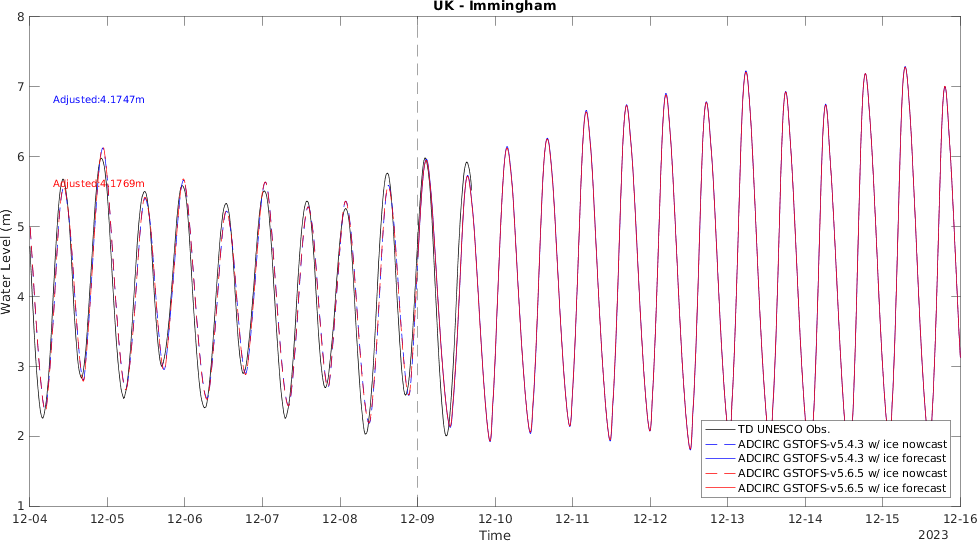 UK - Immingham
8
7
6
5
4
3
2
1
Water Level (m)
Adjusted:4.1747m
Adjusted:4.1769m
TD UNESCO Obs.
ADCIRC GSTOFS-v5.4.3 w/ ice nowcast
ADCIRC GSTOFS-v5.4.3 w/ ice forecast
ADCIRC GSTOFS-v5.6.5 w/ ice nowcast
ADCIRC GSTOFS-v5.6.5 w/ ice forecast
12-04 12-05 12-06 12-07 12-08 12-09 12-10 12-11 12-12 12-13 12-14 12-15 12-16
Time
2023